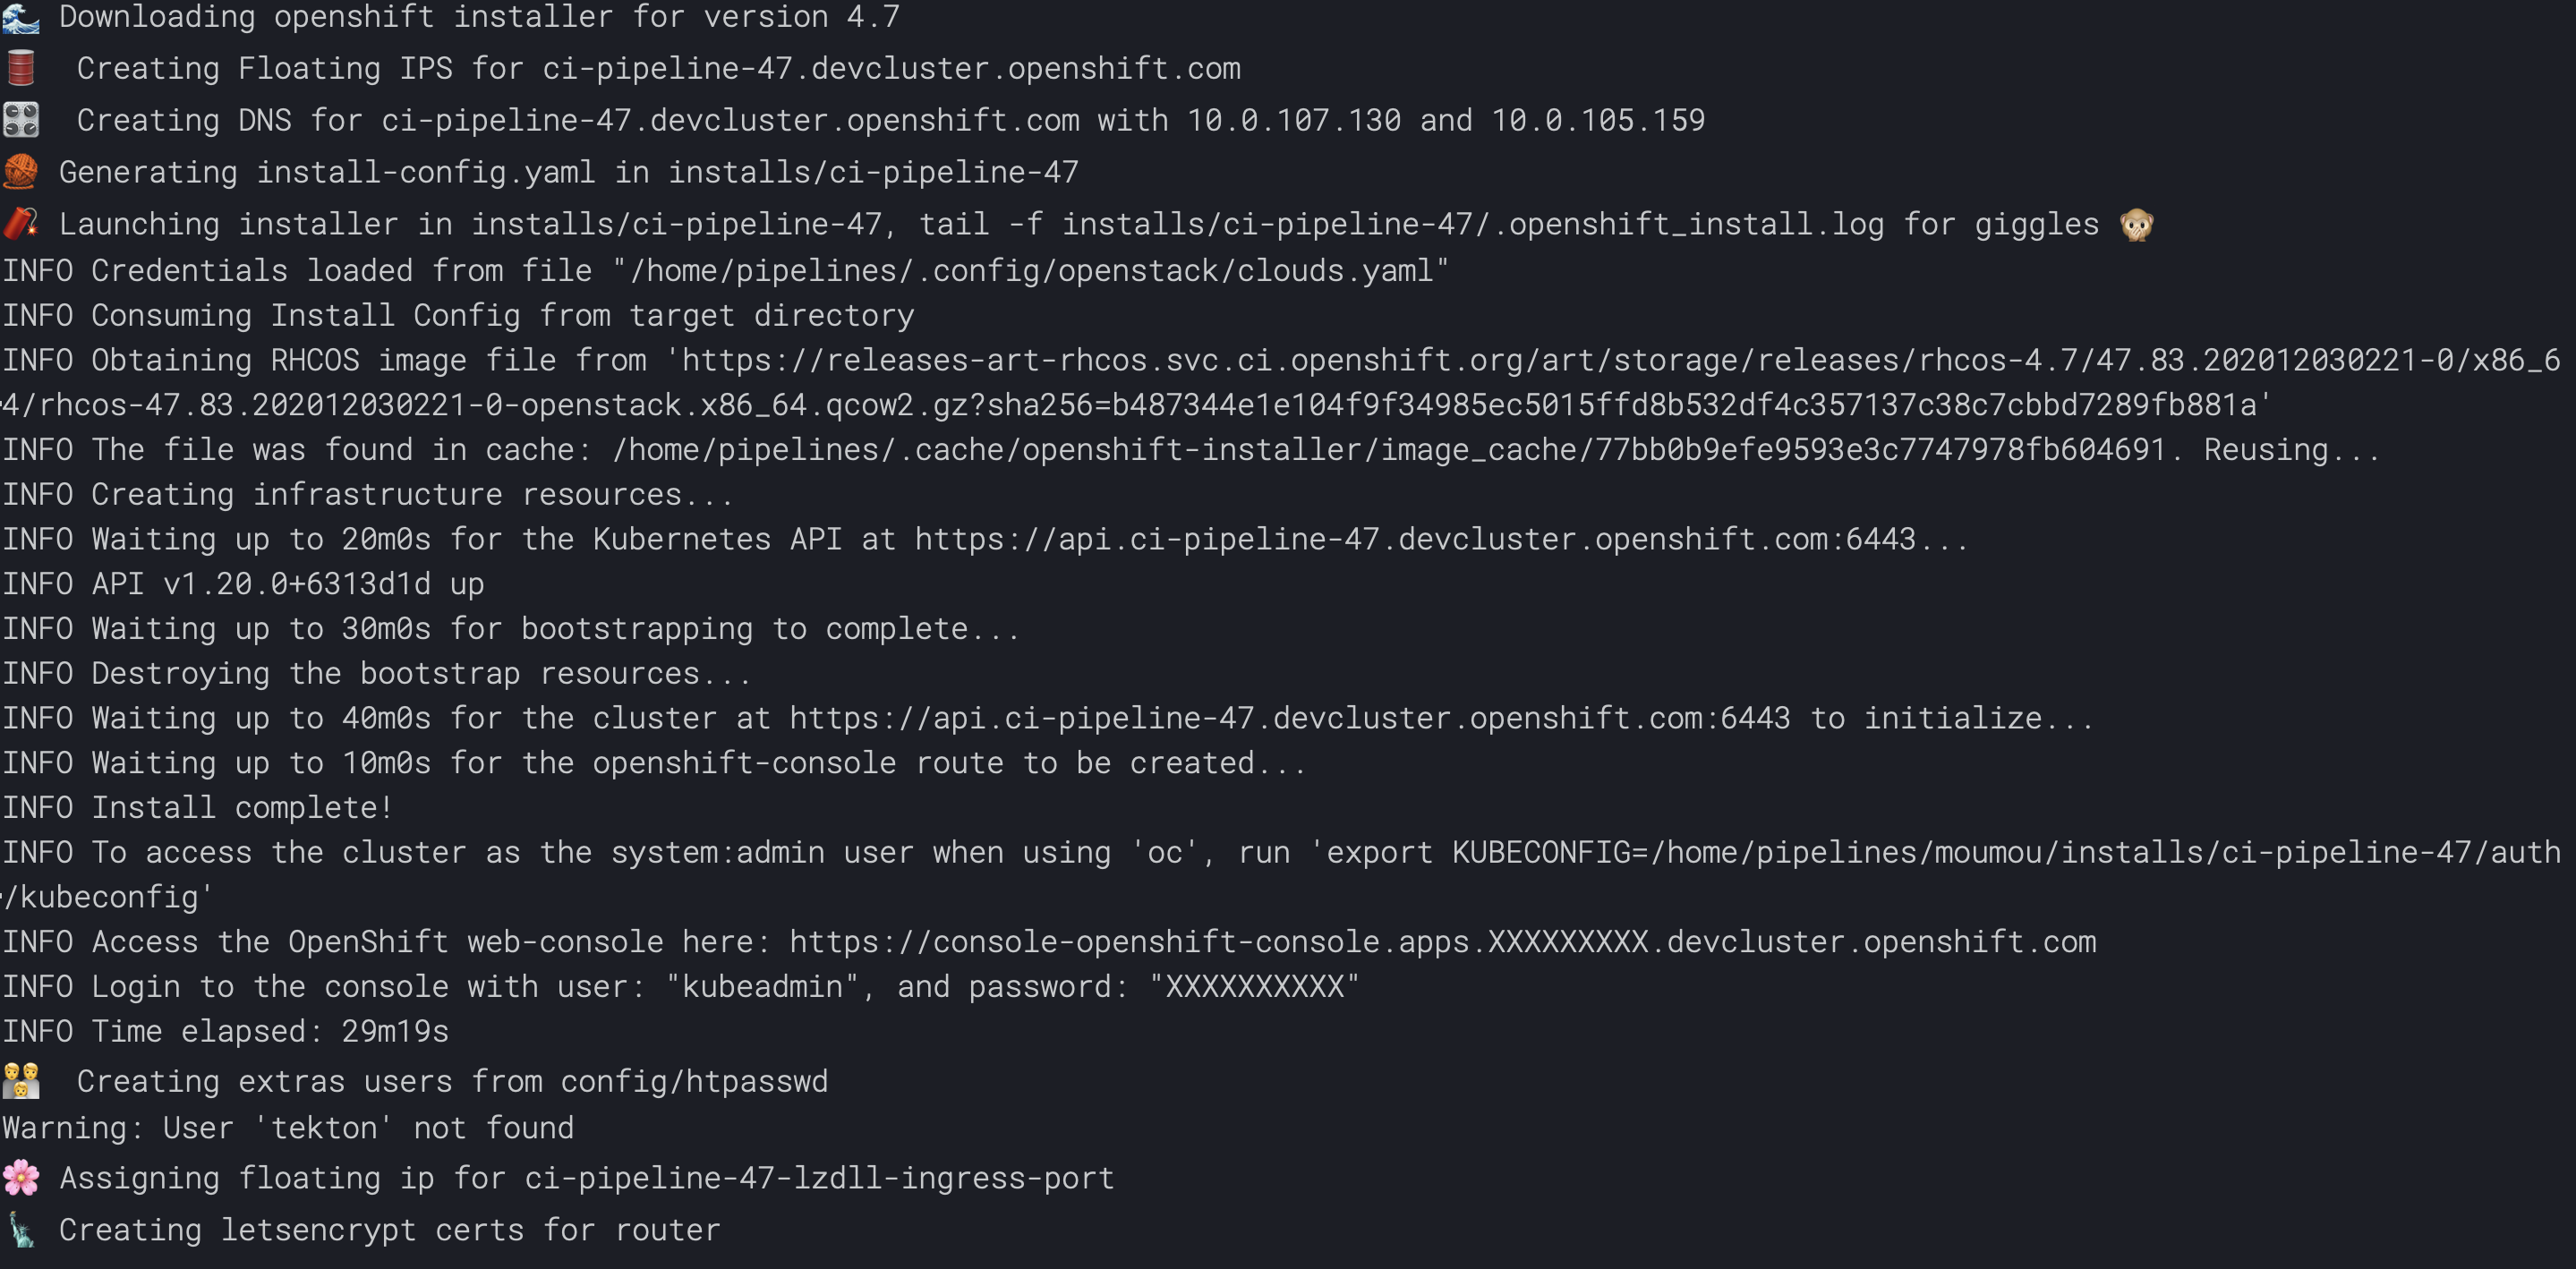 🌊 Downloading openshift installer for version 4.7
🛢 Creating Floating IPS for ci-pipeline-47.devcluster.openshift.com
🎛 Creating DNS for ci-pipeline-47.devcluster.openshift.com with 10.0.107.130 and 10.0.105.159
🧶 Generating install-config.yaml in installs/ci-pipeline-47
🧨 Launching installer in installs/ci-pipeline-47, tail -f installs/ci-pipeline-47/.openshift_install.log for giggles 🙊
INFO Credentials loaded from file "/home/pipelines/.config/openstack/clouds.yaml"
INFO Consuming Install Config from target directory
INFO Obtaining RHCOS image file from 'https://releases-art-rhcos.svc.ci.openshift.org/art/storage/releases/rhcos-4.7/47.83.202012030221-0/x86_6
4/rhcos-47.83.202012030221-0-openstack.x86_64.qcow2.gz?sha256=b487344e1e104f9f34985ec5015ffd8b532df4c357137c38c7cbbd7289fb881a'
INFO The file was found in cache: /home/pipelines/.cache/openshift-installer/image_cache/77bb0b9efe9593e3c7747978fb604691. Reusing...
INFO Creating infrastructure resources...
INFO Waiting up to 20m0s for the Kubernetes API at https://api.ci-pipeline-47.devcluster.openshift.com:6443...
INFO API v1.20.0+6313d1d up
INFO Waiting up to 30m0s for bootstrapping to complete...
INFO Destroying the bootstrap resources...
INFO Waiting up to 40m0s for the cluster at https://api.ci-pipeline-47.devcluster.openshift.com:6443 to initialize...
INFO Waiting up to 10m0s for the openshift-console route to be created...
INFO Install complete!
INFO To access the cluster as the system:admin user when using 'oc', run 'export KUBECONFIG=/home/pipelines/moumou/installs/ci-pipeline-47/auth
/kubeconfig'
INFO Access the OpenShift web-console here: https://console-openshift-console.apps.XXXXXXXXX.devcluster.openshift.com
INFO Login to the console with user: "kubeadmin", and password: "XXXXXXXXXX"
INFO Time elapsed: 29m19s
👨‍👩‍👦 Creating extras users from config/htpasswd
Warning: User 'tekton' not found
🌸 Assigning floating ip for ci-pipeline-47-lzdll-ingress-port
🗽 Creating letsencrypt certs for router